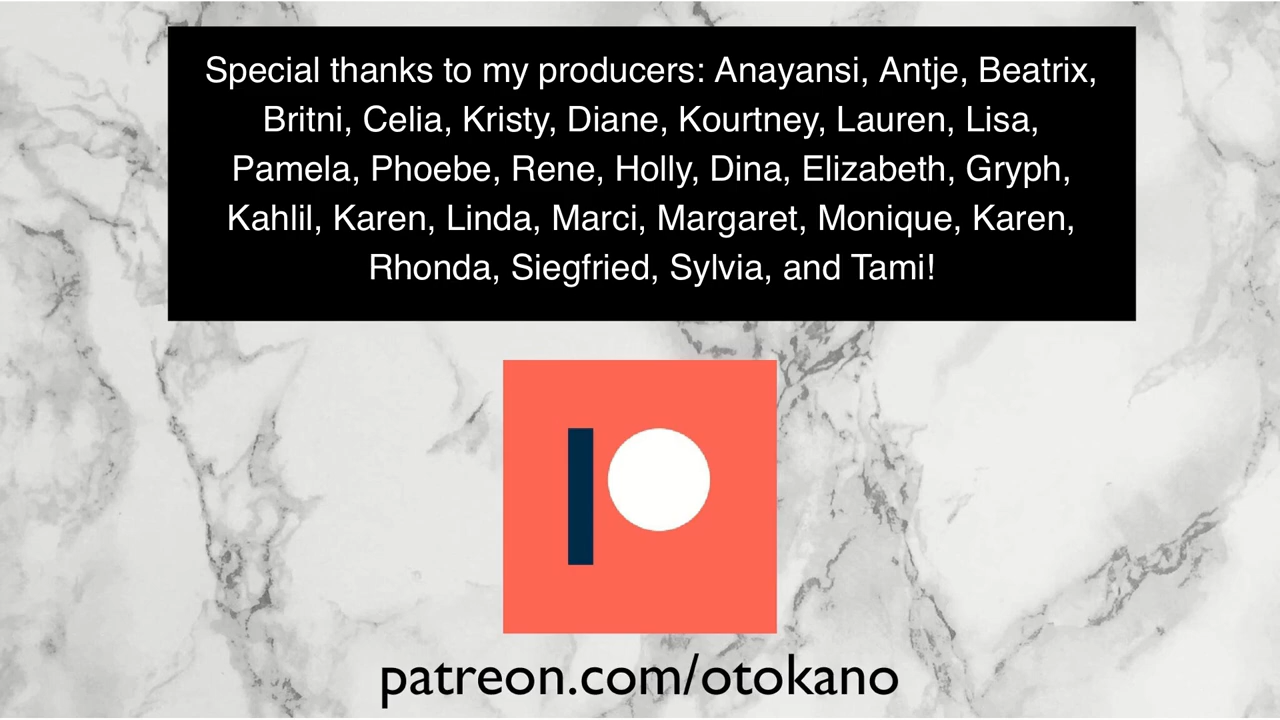 Special thanks to my producers: Anayansi, Antje, Beatrix,
Britni, Celia, Kristy, Diane, Kourtney, Lauren, Lisa,
Pamela, Phoebe, Rene, Holly, Dina, Elizabeth, Gryph,
Kahlil, Karen, Linda, Marci, Margaret, Monique, Karen,
Rhonda, Siegfried, Sylvia, and Tami!
patreon.com/otokano